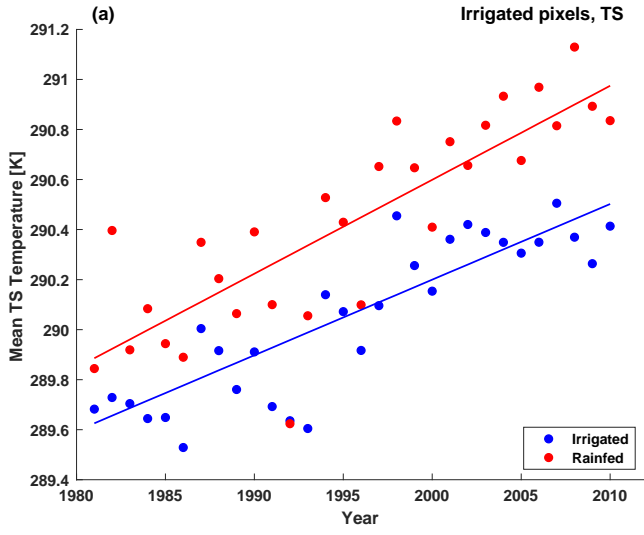 (a)
Irrigated pixels, TS
291.2
291
290.8
290.6
290.4
290.2
290
289.8
289.6
289.4
Mean TS Temperature [K]
1980
1985
1990
1995
2000
2005
2010
Year
Irrigated
Rainfed